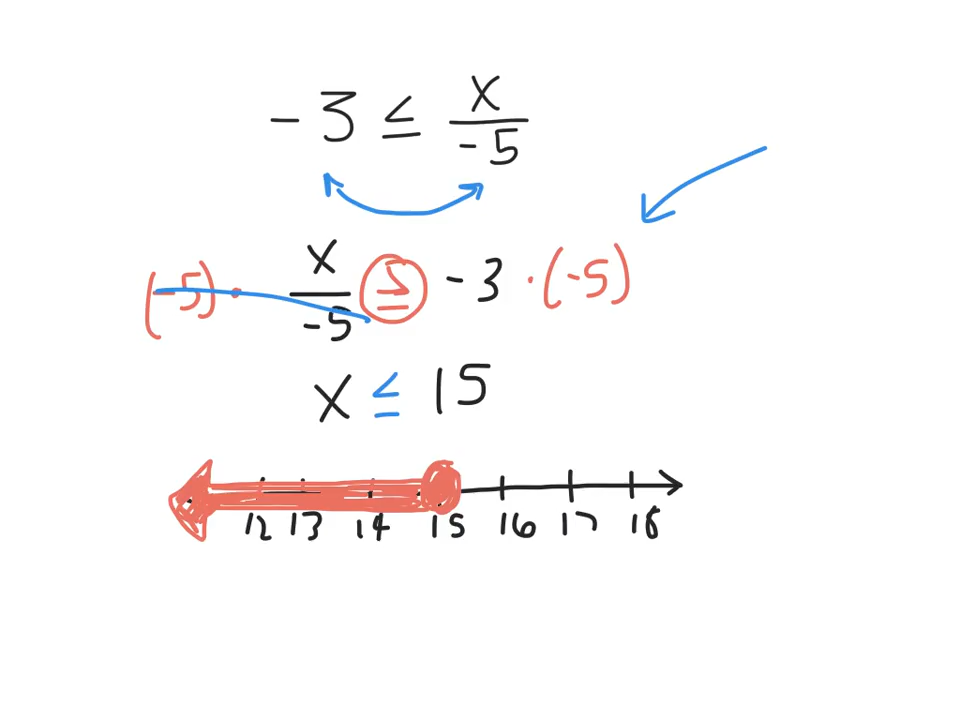 -3 ≤ x/-5
(-5) · x/-5 ≥ -3 · (-5)
x ≤ 15
12 13 14 15 16 17 18